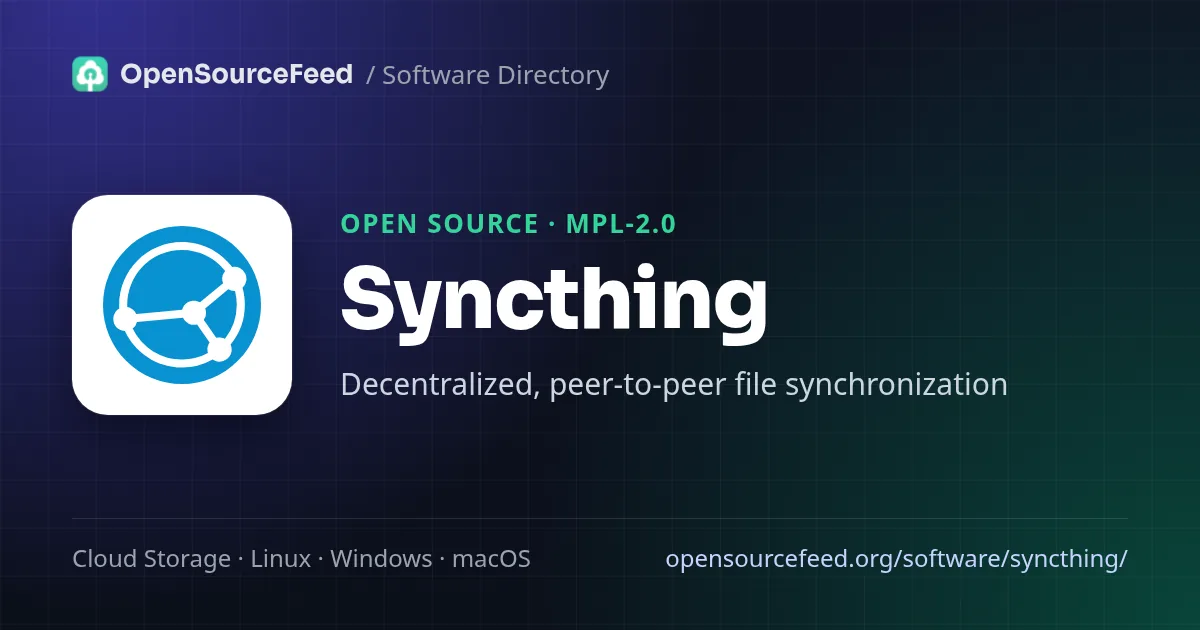 OpenSourceFeed / Software Directory
OPEN SOURCE · MPL-2.0
Syncthing
Decentralized, peer-to-peer file synchronization
Cloud Storage · Linux · Windows · macOS
opensourcefeed.org/software/syncthing/